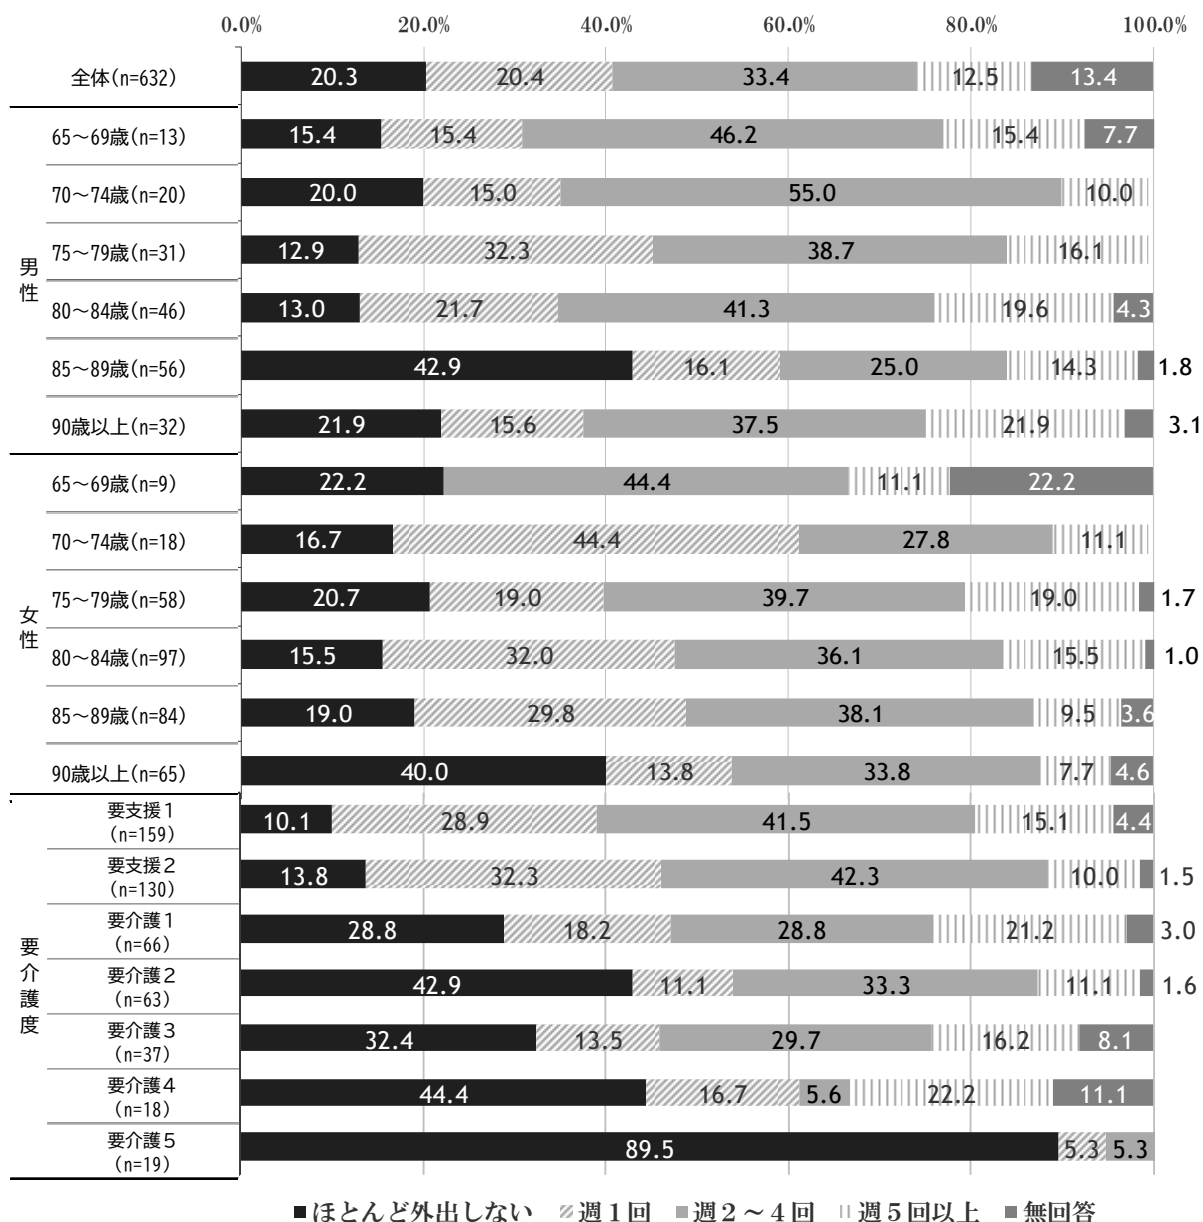 0.0% 20.0% 40.0% 60.0% 80.0% 100.0%
全体(n=632) 20.3 20.4 33.4 12.5 13.4
男性
65～69歳(n=13) 15.4 15.4 46.2 15.4 7.7
70～74歳(n=20) 20.0 15.0 55.0 10.0
75～79歳(n=31) 12.9 32.3 38.7 16.1
80～84歳(n=46) 13.0 21.7 41.3 19.6 4.3
85～89歳(n=56) 42.9 16.1 25.0 14.3 1.8
90歳以上(n=32) 21.9 15.6 37.5 21.9 3.1
女性
65～69歳(n=9) 22.2 44.4 11.1 22.2
70～74歳(n=18) 16.7 44.4 27.8 11.1
75～79歳(n=58) 20.7 19.0 39.7 19.0 1.7
80～84歳(n=97) 15.5 32.0 36.1 15.5 1.0
85～89歳(n=84) 19.0 29.8 38.1 9.5 3.6
90歳以上(n=65) 40.0 13.8 33.8 7.7 4.6
要介護度
要支援１
(n=159) 10.1 28.9 41.5 15.1 4.4
要支援２
(n=130) 13.8 32.3 42.3 10.0 1.5
要介護１
(n=66) 28.8 18.2 28.8 21.2 3.0
要介護２
(n=63) 42.9 11.1 33.3 11.1 1.6
要介護３
(n=37) 32.4 13.5 29.7 16.2 8.1
要介護４
(n=18) 44.4 16.7 5.6 22.2 11.1
要介護５
(n=19) 89.5 5.3 5.3
ほとんど外出しない 週１回 週２～４回 週５回以上 無回答